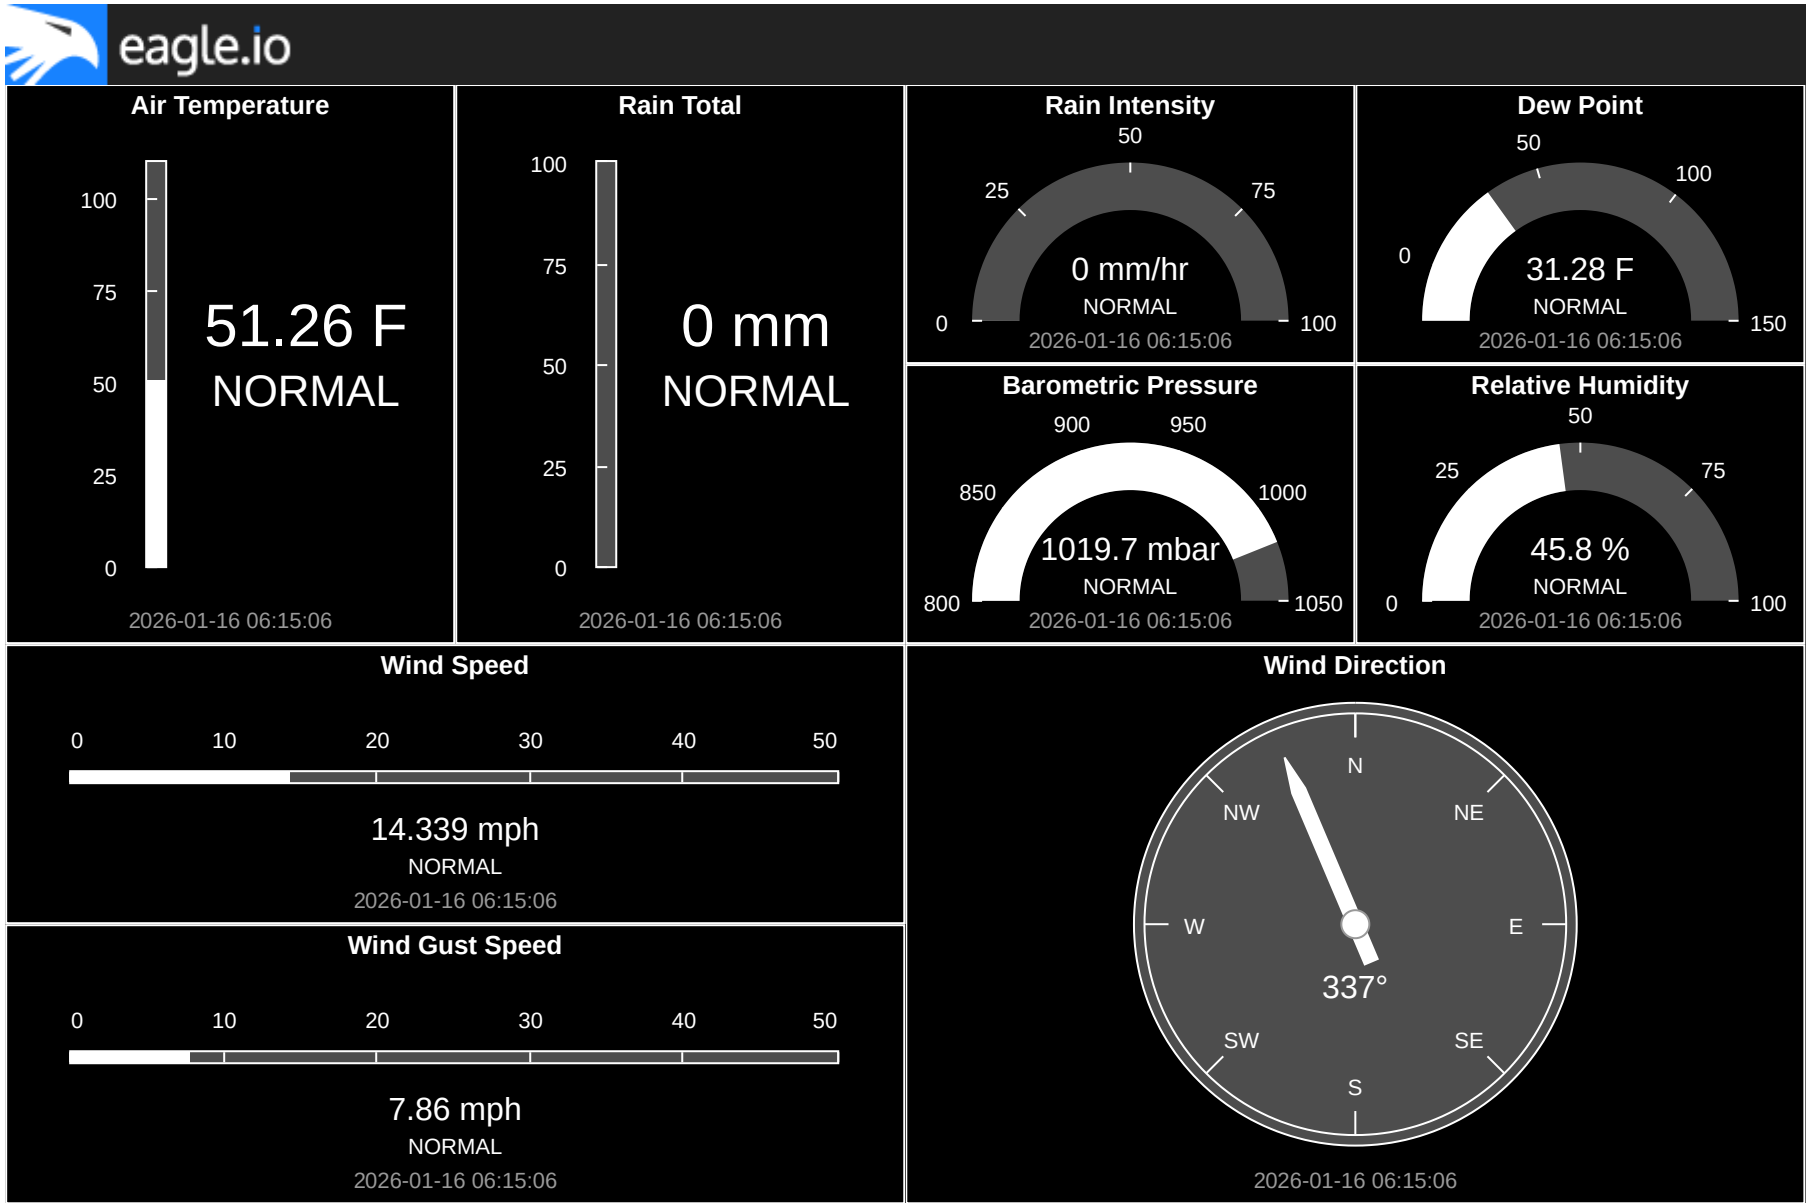 eagle.io
Air Temperature
100
75
50
25
0
51.26 F
NORMAL
2026-01-16 06:15:06
Rain Total
100
75
50
25
0
0 mm
NORMAL
2026-01-16 06:15:06
Rain Intensity
50
25
75
0
100
0 mm/hr
NORMAL
2026-01-16 06:15:06
Dew Point
50
100
0
150
31.28 F
NORMAL
2026-01-16 06:15:06
Barometric Pressure
900 950
850 1000
800 1050
1019.7 mbar
NORMAL
2026-01-16 06:15:06
Relative Humidity
50
25 75
0 100
45.8 %
NORMAL
2026-01-16 06:15:06
Wind Speed
0 10 20 30 40 50
14.339 mph
NORMAL
2026-01-16 06:15:06
Wind Gust Speed
0 10 20 30 40 50
7.86 mph
NORMAL
2026-01-16 06:15:06
Wind Direction
N
NW NE
W E
337°
SW SE
S
2026-01-16 06:15:06